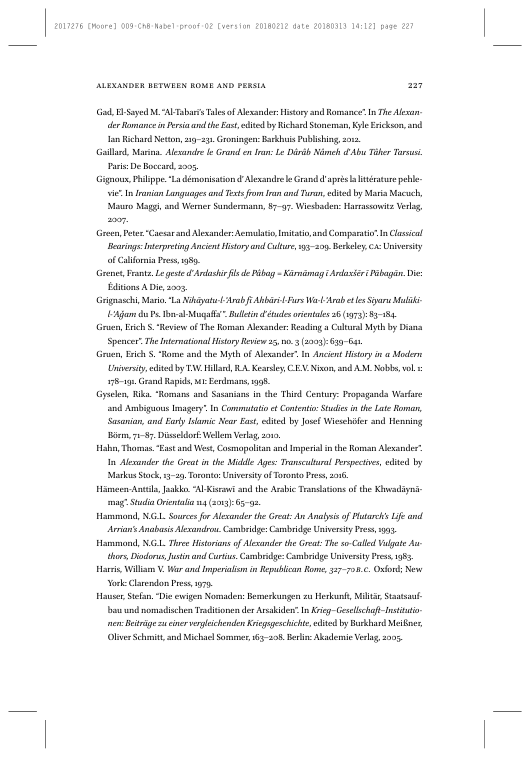 2017276 [Moore] 009-Ch8-Nabel-proof-02 [version 20180212 date 20180313 14:12] page 227
ALEXANDER BETWEEN ROME AND PERSIA 227
Gad, El-Sayed M. “Al-Tabari’s Tales of Alexander: History and Romance”. In The Alexan-
der Romance in Persia and the East, edited by Richard Stoneman, Kyle Erickson, and
Ian Richard Netton, 219–231. Groningen: Barkhuis Publishing, 2012.
Gaillard, Marina. Alexandre le Grand en Iran: Le Dârâb Nâmeh d’Abu Tâher Tarsusi.
Paris: De Boccard, 2005.
Gignoux, Philippe. “La démonisation d’Alexandre le Grand d’après la littérature pehle-
vie”. In Iranian Languages and Texts from Iran and Turan, edited by Maria Macuch,
Mauro Maggi, and Werner Sundermann, 87–97. Wiesbaden: Harrassowitz Verlag,
2007.
Green, Peter. “Caesar and Alexander: Aemulatio, Imitatio, and Comparatio”. In Classical
Bearings: Interpreting Ancient History and Culture, 193–209. Berkeley, CA: University
of California Press, 1989.
Grenet, Frantz. Le geste d’Ardashir fils de Pâbag = Kārnāmag ī Ardaxšēr ī Pābagān. Die:
Éditions A Die, 2003.
Grignaschi, Mario. “La Nihāyatu-l-ʿArab fī Aḫbāri-l-Furs Wa-l-ʿArab et les Siyaru Mulūki-
l-ʿAǧam du Ps. Ibn-al-Muqaffaʿ”. Bulletin d’études orientales 26 (1973): 83–184.
Gruen, Erich S. “Review of The Roman Alexander: Reading a Cultural Myth by Diana
Spencer”. The International History Review 25, no. 3 (2003): 639–641.
Gruen, Erich S. “Rome and the Myth of Alexander”. In Ancient History in a Modern
University, edited by T.W. Hillard, R.A. Kearsley, C.E.V. Nixon, and A.M. Nobbs, vol. 1:
178–191. Grand Rapids, MI: Eerdmans, 1998.
Gyselen, Rika. “Romans and Sasanians in the Third Century: Propaganda Warfare
and Ambiguous Imagery”. In Commutatio et Contentio: Studies in the Late Roman,
Sasanian, and Early Islamic Near East, edited by Josef Wiesehöfer and Henning
Börm, 71–87. Düsseldorf: Wellem Verlag, 2010.
Hahn, Thomas. “East and West, Cosmopolitan and Imperial in the Roman Alexander”.
In Alexander the Great in the Middle Ages: Transcultural Perspectives, edited by
Markus Stock, 13–29. Toronto: University of Toronto Press, 2016.
Hämeen-Anttila, Jaakko. “Al-Kisrawī and the Arabic Translations of the Khwadāynā-
mag”. Studia Orientalia 114 (2013): 65–92.
Hammond, N.G.L. Sources for Alexander the Great: An Analysis of Plutarch’s Life and
Arrian’s Anabasis Alexandrou. Cambridge: Cambridge University Press, 1993.
Hammond, N.G.L. Three Historians of Alexander the Great: The so-Called Vulgate Au-
thors, Diodorus, Justin and Curtius. Cambridge: Cambridge University Press, 1983.
Harris, William V. War and Imperialism in Republican Rome, 327–70 B.C. Oxford; New
York: Clarendon Press, 1979.
Hauser, Stefan. “Die ewigen Nomaden: Bemerkungen zu Herkunft, Militär, Staatsauf-
bau und nomadischen Traditionen der Arsakiden”. In Krieg–Gesellschaft–Institutio-
nen: Beiträge zu einer vergleichenden Kriegsgeschichte, edited by Burkhard Meißner,
Oliver Schmitt, and Michael Sommer, 163–208. Berlin: Akademie Verlag, 2005.